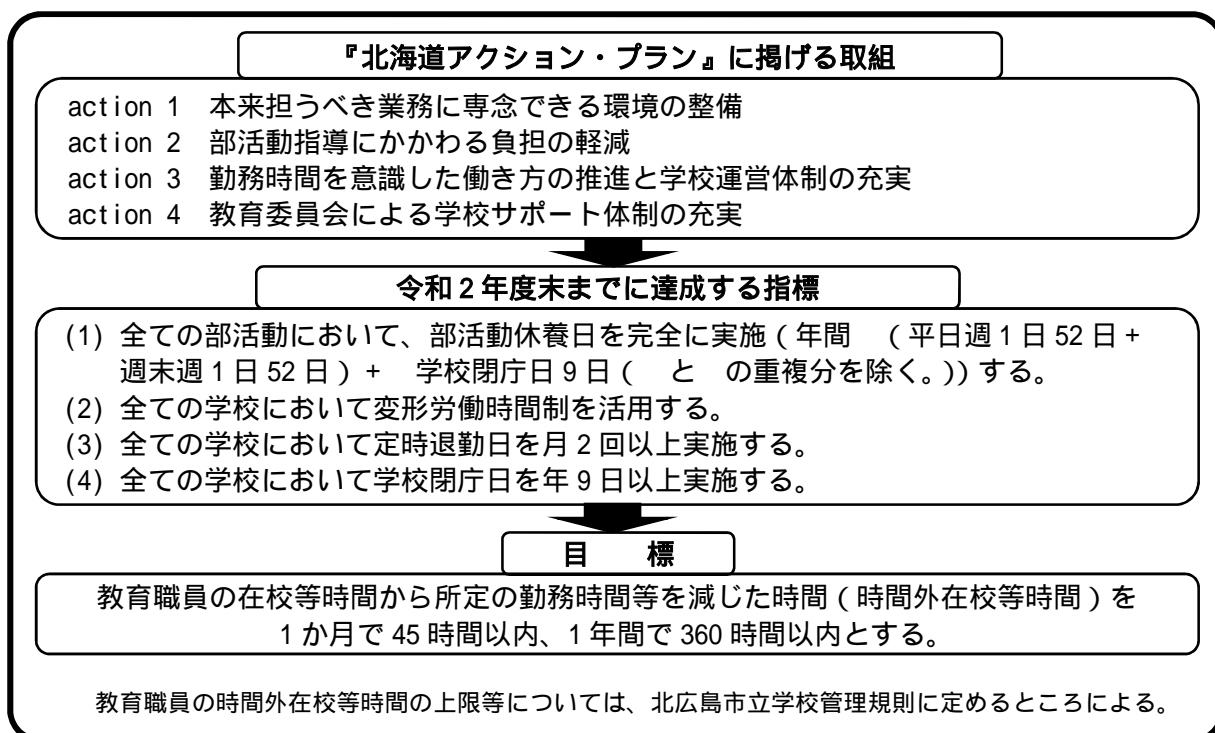 『北海道アクション・プラン』に掲げる取組
action 1 本来担うべき業務に専念できる環境の整備
action 2 部活動指導にかかわる負担の軽減
action 3 勤務時間を意識した働き方の推進と学校運営体制の充実
action 4 教育委員会による学校サポート体制の充実
令和2年度末までに達成する指標
(1) 全ての部活動において、部活動休養日を完全に実施(年間 (平日週1日52日+
週末週1日52日)+ 学校閉庁日9日( と の重複分を除く。))する。
(2) 全ての学校において変形労働時間制を活用する。
(3) 全ての学校において定時退勤日を月2回以上実施する。
(4) 全ての学校において学校閉庁日を年9日以上実施する。
目 標
教育職員の在校等時間から所定の勤務時間等を減じた時間(時間外在校等時間)を
1か月で45時間以内、1年間で360時間以内とする。
教育職員の時間外在校等時間の上限等については、北広島市立学校管理規則に定めるところによる。